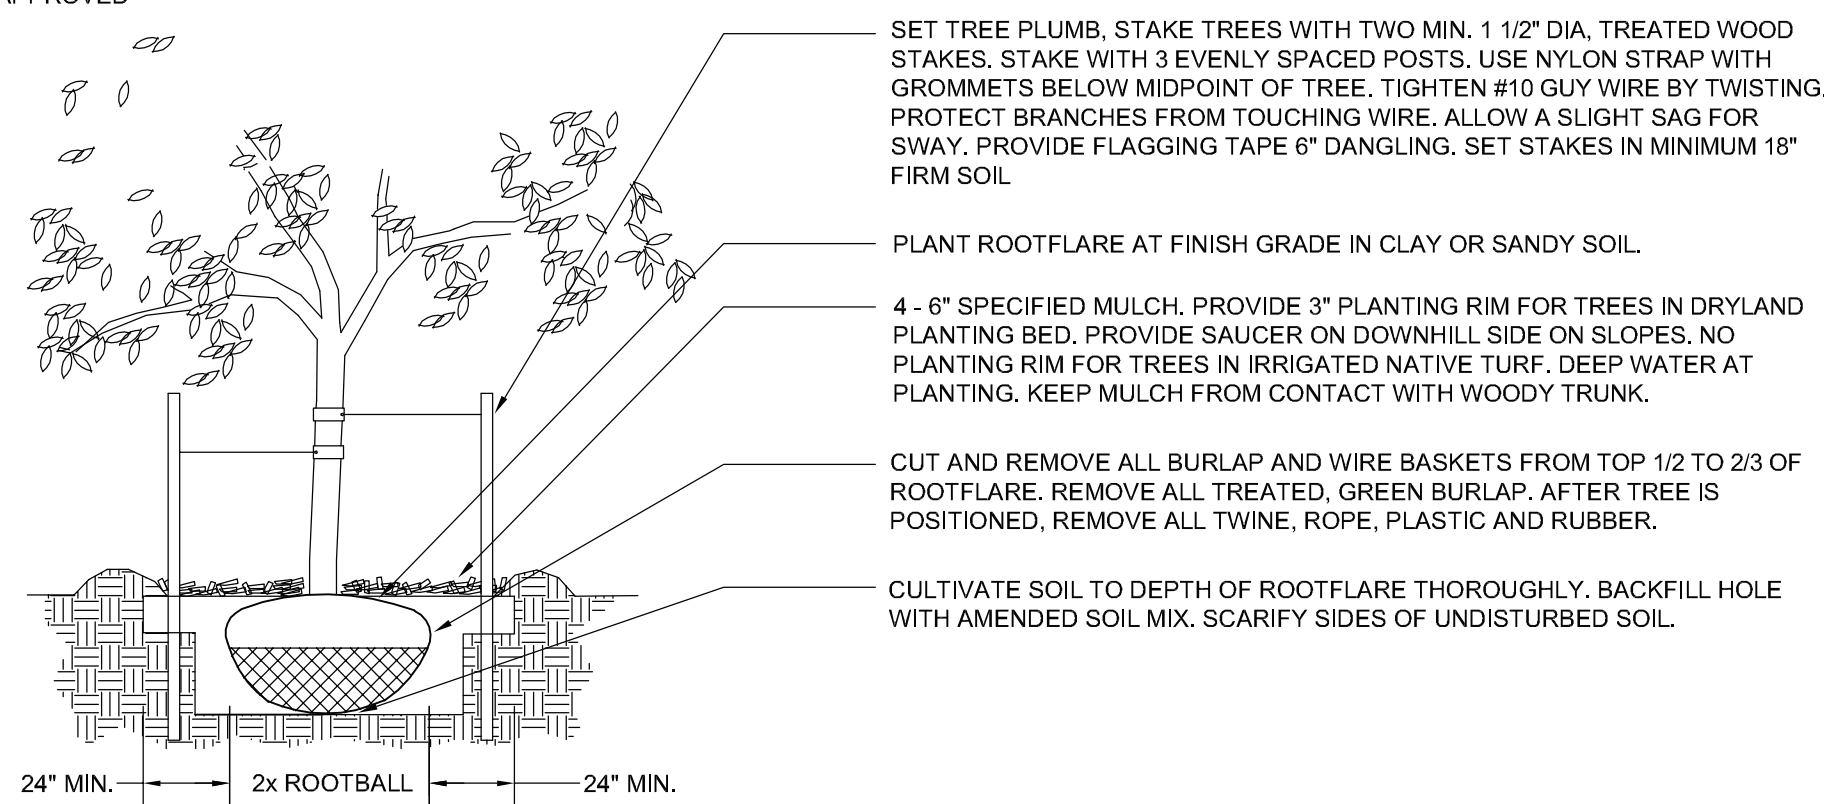 APPROVED
SET TREE PLUMB, STAKE TREES WITH TWO MIN. 1 1/2" DIA, TREATED WOOD
STAKES. STAKE WITH 3 EVENLY SPACED POSTS. USE NYLON STRAP WITH
GROMMETS BELOW MIDPOINT OF TREE. TIGHTEN #10 GUY WIRE BY TWISTING.
PROTECT BRANCHES FROM TOUCHING WIRE. ALLOW A SLIGHT SAG FOR
SWAY. PROVIDE FLAGGING TAPE 6" DANGLING. SET STAKES IN MINIMUM 18"
FIRM SOIL
PLANT ROOTFLARE AT FINISH GRADE IN CLAY OR SANDY SOIL.
4 - 6" SPECIFIED MULCH. PROVIDE 3" PLANTING RIM FOR TREES IN DRYLAND
PLANTING BED. PROVIDE SAUCER ON DOWNHILL SIDE ON SLOPES. NO
PLANTING RIM FOR TREES IN IRRIGATED NATIVE TURF. DEEP WATER AT
PLANTING. KEEP MULCH FROM CONTACT WITH WOODY TRUNK.
CUT AND REMOVE ALL BURLAP AND WIRE BASKETS FROM TOP 1/2 TO 2/3 OF
ROOTFLARE. REMOVE ALL TREATED, GREEN BURLAP. AFTER TREE IS
POSITIONED, REMOVE ALL TWINE, ROPE, PLASTIC AND RUBBER.
CULTIVATE SOIL TO DEPTH OF ROOTFLARE THOROUGHLY. BACKFILL HOLE
WITH AMENDED SOIL MIX. SCARIFY SIDES OF UNDISTURBED SOIL.
24" MIN.
2x ROOTBALL
24" MIN.